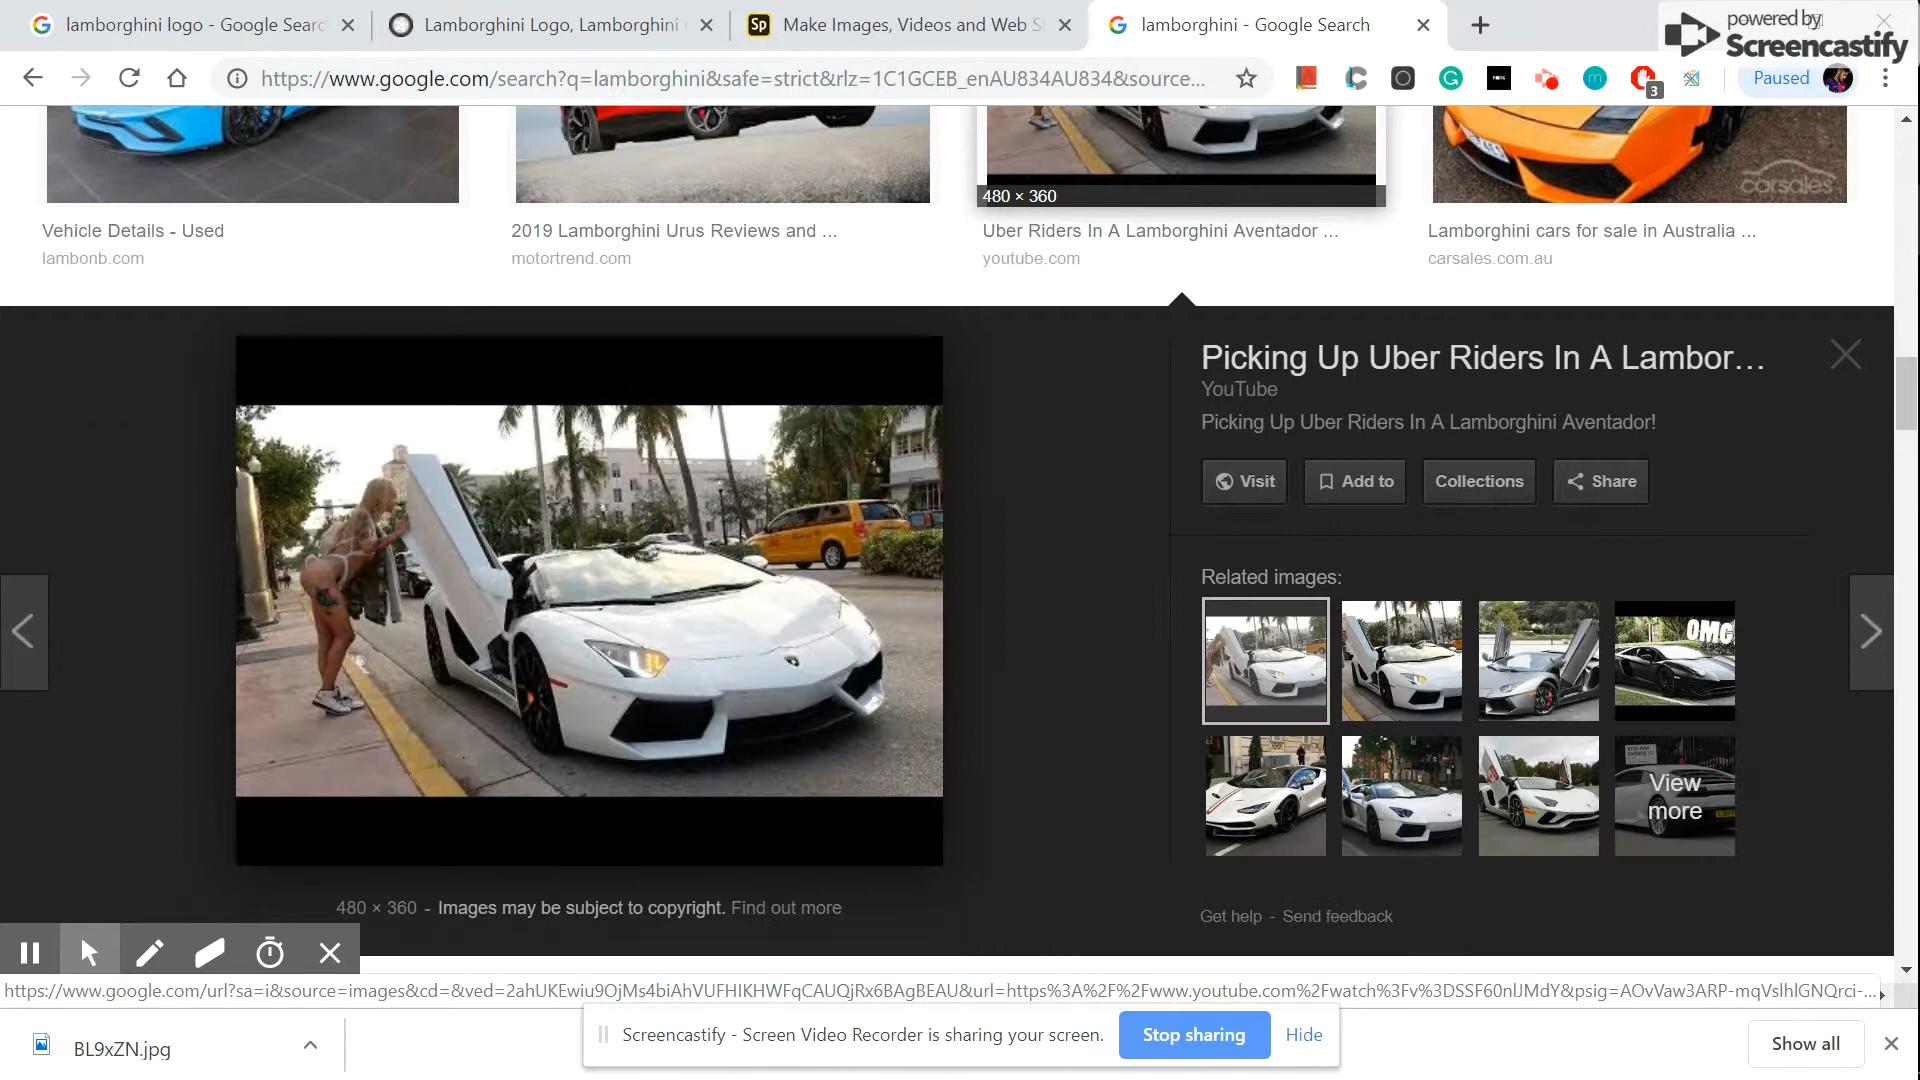 lamborghini logo - Google Searc
Lamborghini Logo, Lamborghini
Sp Make Images, Videos and Web S
lamborghini - Google Search
powered by
Screencastify
https://www.google.com/search?q=lamborghini&safe=strict&rlz=1C1GCEB_enAU834AU834&source...
3
Paused
carsales
480 × 360
Vehicle Details - Used
lambonb.com
2019 Lamborghini Urus Reviews and ...
motortrend.com
Uber Riders In A Lamborghini Aventador ...
youtube.com
Lamborghini cars for sale in Australia ...
carsales.com.au
Picking Up Uber Riders In A Lambor...
YouTube
Picking Up Uber Riders In A Lamborghini Aventador!
Visit
Add to
Collections
Share
Related images:
OMG
View
more
480 × 360 - Images may be subject to copyright. Find out more
Get help - Send feedback
https://www.google.com/url?sa=i&source=images&cd=&ved=2ahUKEwiu9OjMs4biAhVUFHIKHWFqCAUQjRx6BAgBEAU&url=https%3A%2F%2Fwww.youtube.com%2Fwatch%3Fv%3DSSF60nlJMdY&psig=AOvVaw3ARP-mqVslhlGNQrci-...
BL9xZN.jpg
Screencastify - Screen Video Recorder is sharing your screen.
Stop sharing
Hide
Show all